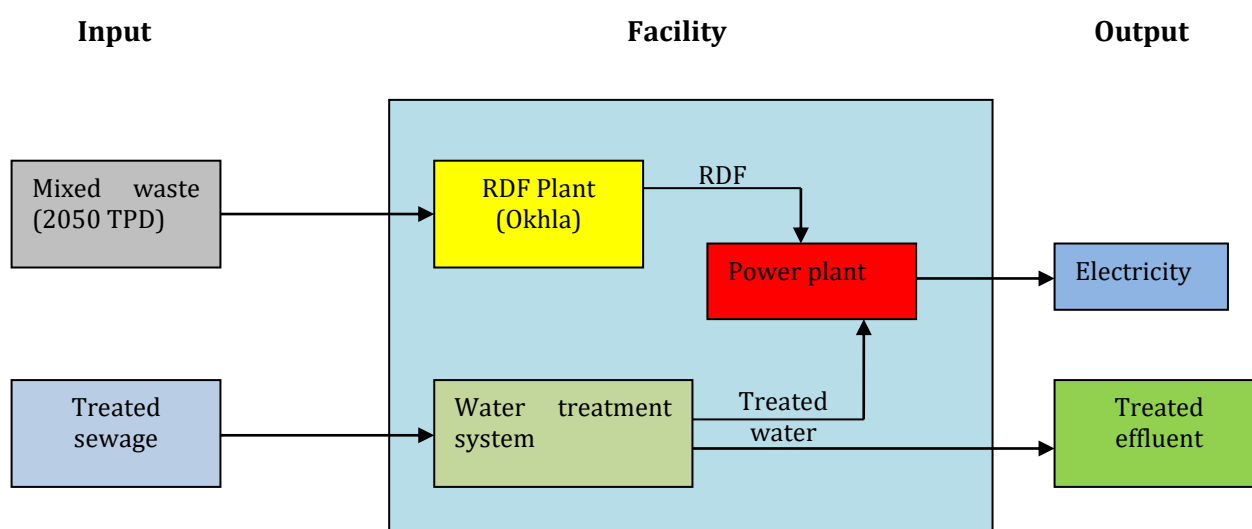 Input
Facility
Output
Mixed waste
(2050 TPD)
RDF Plant
(Okhla)
RDF
Power plant
Electricity
Treated
sewage
Water treatment
system
Treated
water
Treated
effluent